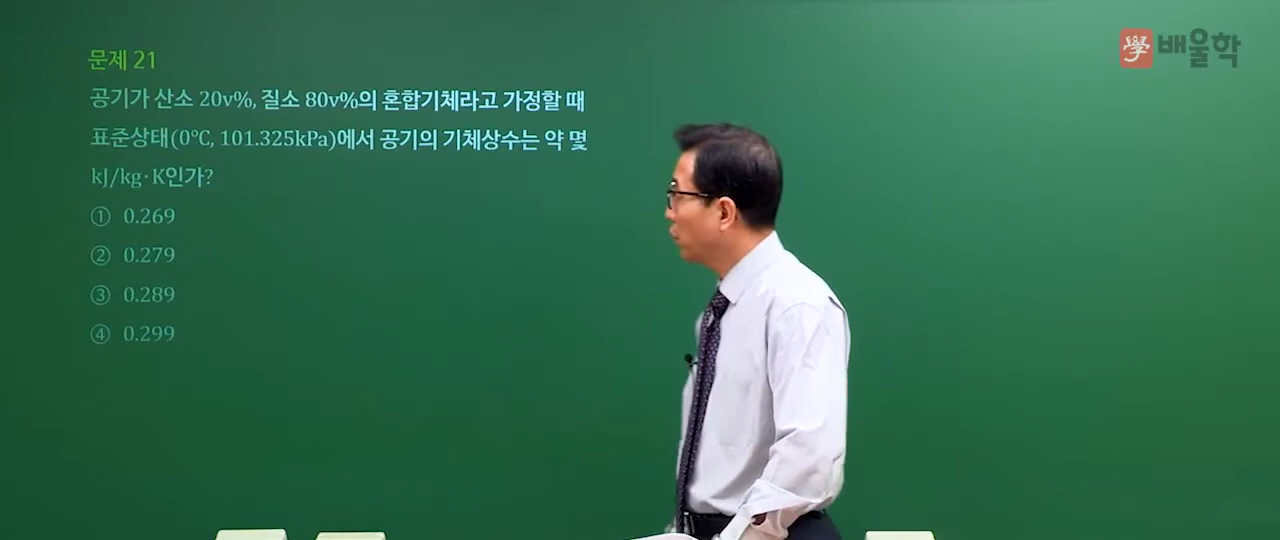 學 배울학
문제 21
공기가 산소 20v%, 질소 80v%의 혼합기체라고 가정할 때
표준상태(0℃, 101.325kPa)에서 공기의 기체상수는 약 몇
kJ/kg·K인가?
① 0.269
② 0.279
③ 0.289
④ 0.299